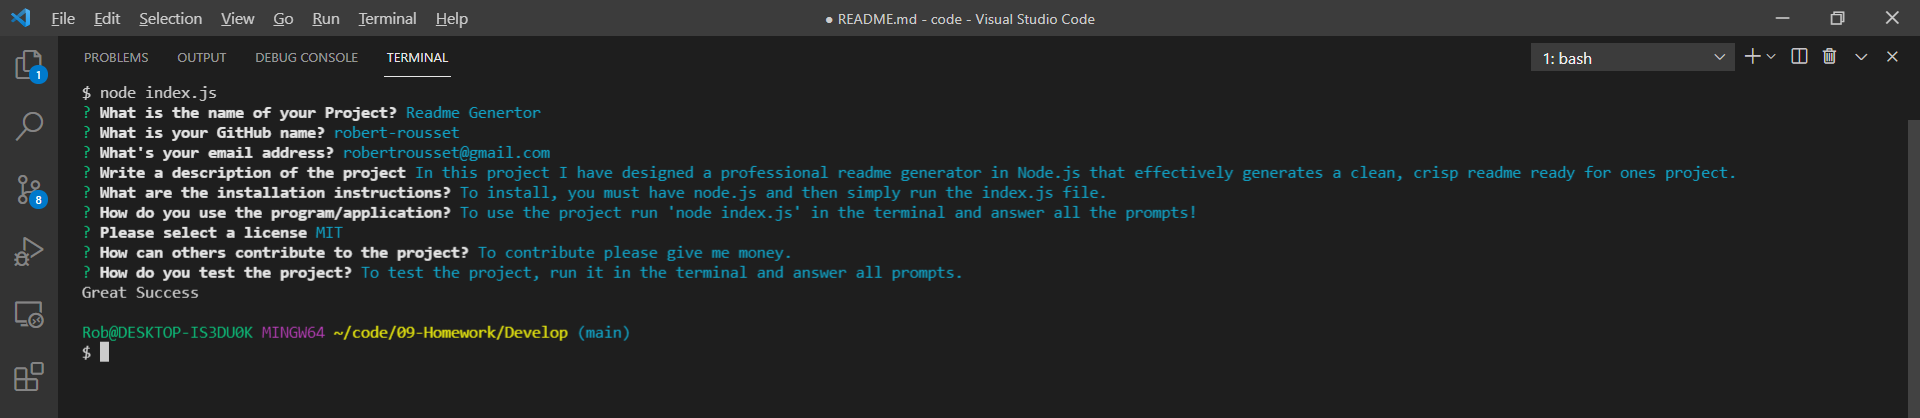 File Edit Selection View Go Run Terminal Help ● README.md - code - Visual Studio Code
PROBLEMS OUTPUT DEBUG CONSOLE TERMINAL 1: bash
1
$ node index.js
? What is the name of your Project? Readme Genertor
? What is your GitHub name? robert-rousset
? What's your email address? robertrousset@gmail.com
? Write a description of the project In this project I have designed a professional readme generator in Node.js that effectively generates a clean, crisp readme ready for ones project.
? What are the installation instructions? To install, you must have node.js and then simply run the index.js file.
8
? How do you use the program/application? To use the project run 'node index.js' in the terminal and answer all the prompts!
? Please select a license MIT
? How can others contribute to the project? To contribute please give me money.
? How do you test the project? To test the project, run it in the terminal and answer all prompts.
Great Success
Rob@DESKTOP-IS3DU0K MINGW64 ~/code/09-Homework/Develop (main)
$